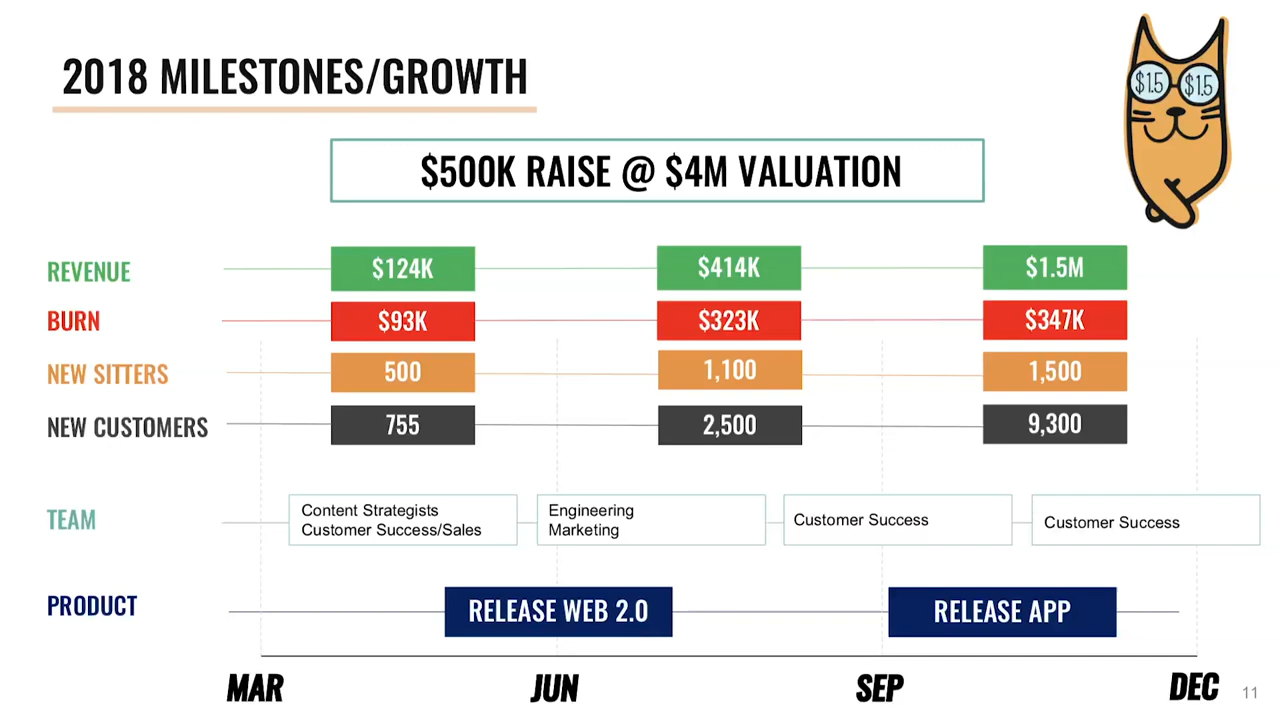 2018 MILESTONES/GROWTH
$1.5 $1.5
$500K RAISE @ $4M VALUATION
REVENUE $124K $414K $1.5M
BURN $93K $323K $347K
NEW SITTERS 500 1,100 1,500
NEW CUSTOMERS 755 2,500 9,300
TEAM
Content Strategists
Customer Success/Sales
Engineering
Marketing
Customer Success
Customer Success
PRODUCT RELEASE WEB 2.0 RELEASE APP
MAR JUN SEP DEC
11